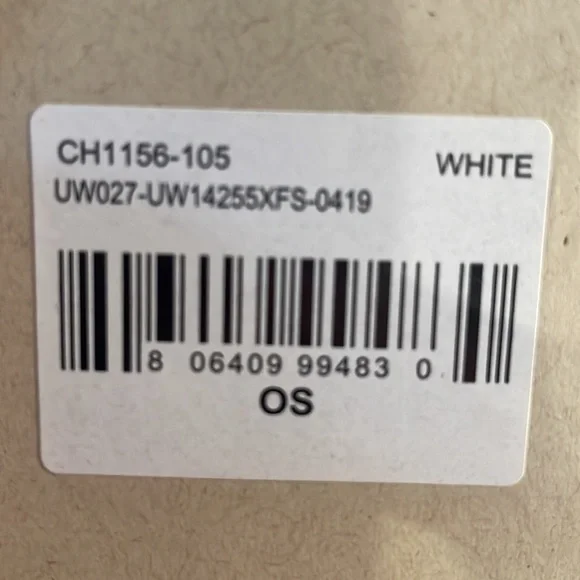 CH1156-105 WHITE
UW027-UW14255XFS-0419
8 06409 99483 0
OS